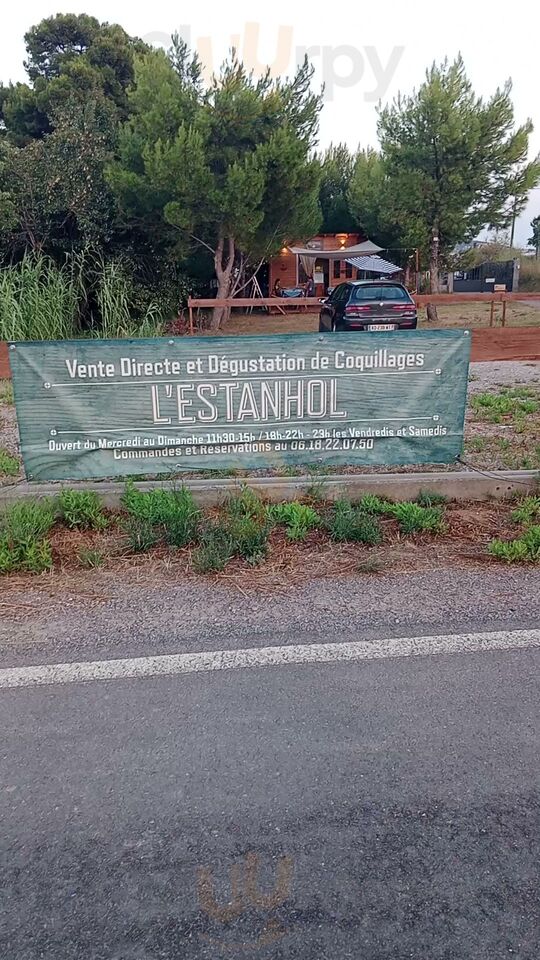 sluurpy
Vente Directe et Dégustation de Coquillages
L'ESTANHOL
Ouvert du Mercredi au Dimanche 11h30-15h / 18h-22h - 23h les Vendredis et Samedis
Commandes et Réservations au 06.18.22.07.50